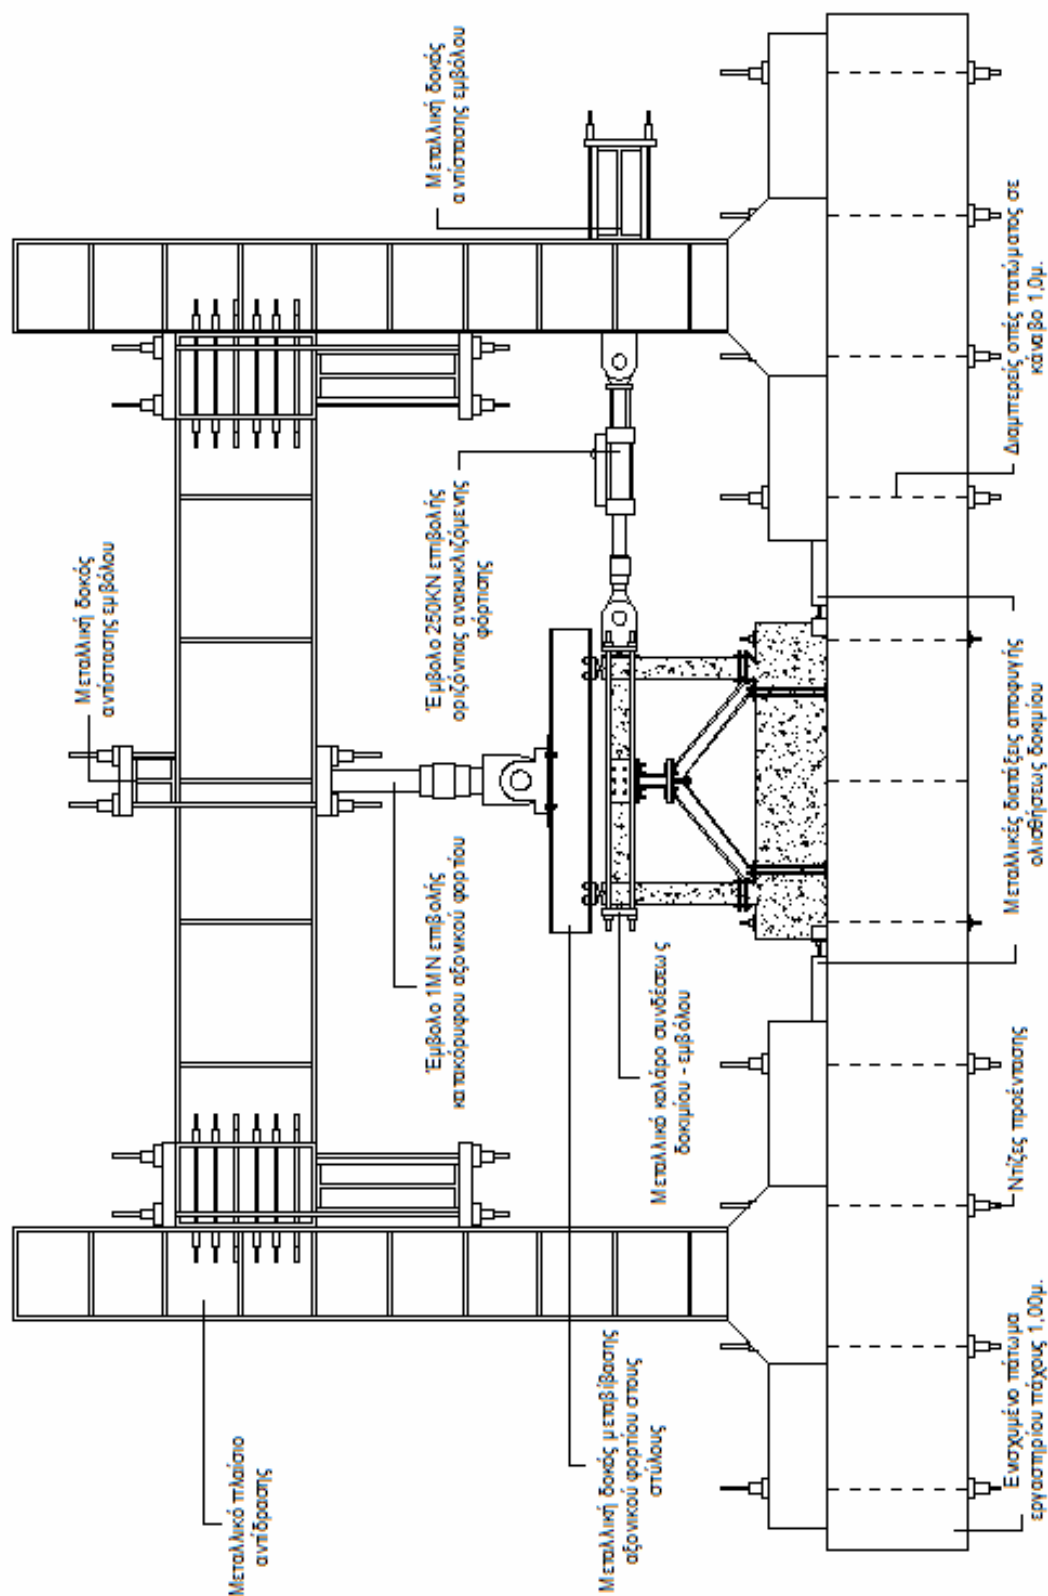 Μεταλλική δοκός
αντίστασης εμβόλου
Μεταλλική δοκός
αντίστασης εμβόλου
Έμβολο 250KN επιβολής
οριζόντιας ανακυκλιζόμενης
φόρτισης
Έμβολο 1MN επιβολής
κατακόρυφου αξονικού φορτίου
Μεταλλικό πλαίσιο
αντίδρασης
Μεταλλική δοκός μεταβίβασης
αξονικού φορτίου στους
στύλους
Μεταλλικό κολάρο συνδέσεως
δοκιμίου - εμβόλου
Ενισχυμένο πάτωμα
εργαστηρίου πάχους 1,00μ.
Ντίζες προέντασης
Μεταλλικές διατάξεις αποφυγής
ολισθήσεως δοκιμίου
Διαμπερείς οπές πατώματος σε
κάναβο 1,0μ.